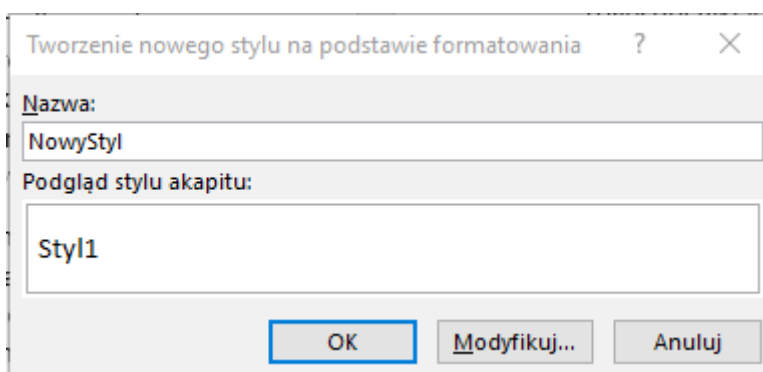 Tworzenie nowego stylu na podstawie formatowania ?
Nazwa:
NowyStyl
Podgląd stylu akapitu:
Styl1
OK Modyfikuj... Anuluj